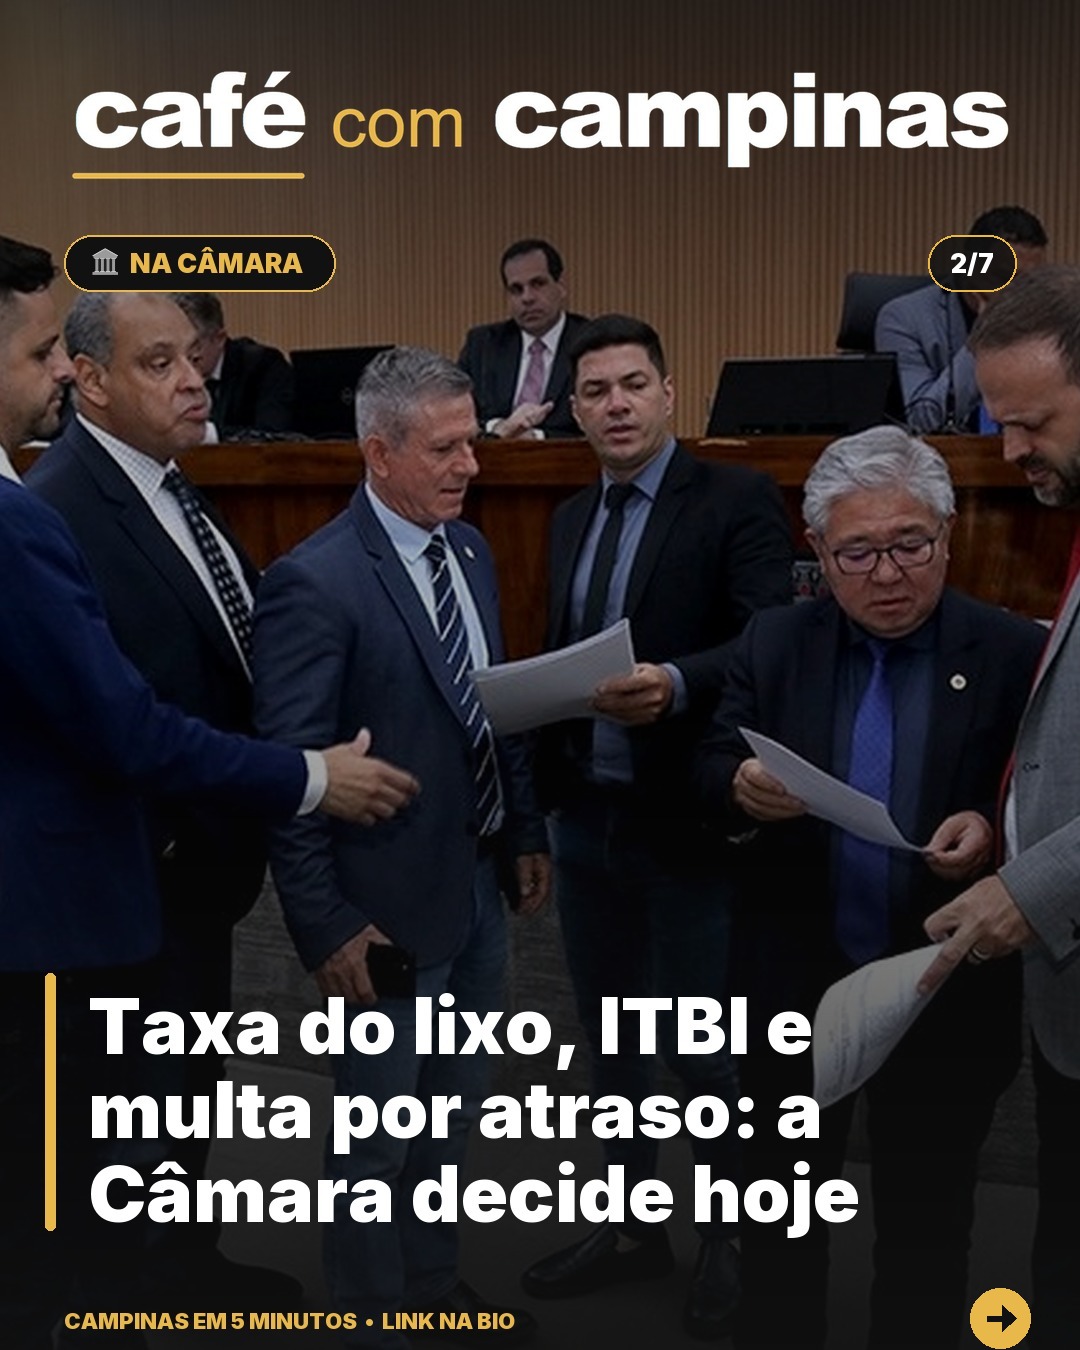 café com campinas
🏛 NA CÂMARA
2/7
Taxa do lixo, ITBI e
multa por atraso: a
Câmara decide hoje
CAMPINAS EM 5 MINUTOS • LINK NA BIO